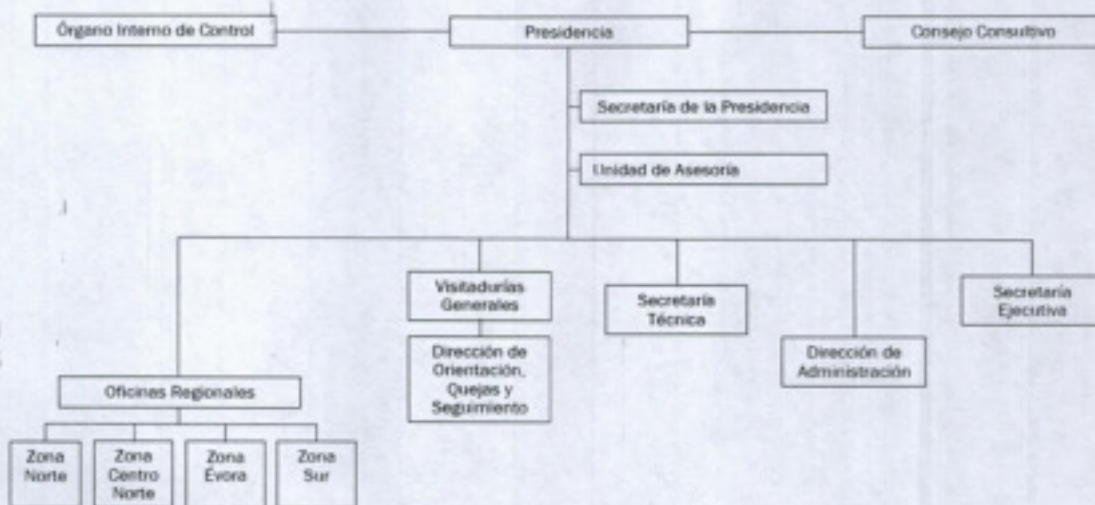 Órgano Interno de Control
Presidencia
Consejo Consultivo
Secretaría de la Presidencia
Unidad de Asesoría
Visitadurías
Generales
Secretaría
Técnica
Secretaría
Ejecutiva
Dirección de
Orientación,
Quejas y
Seguimiento
Dirección de
Administración
Oficinas Regionales
Zona
Norte
Zona
Centro
Norte
Zona
Évora
Zona
Sur